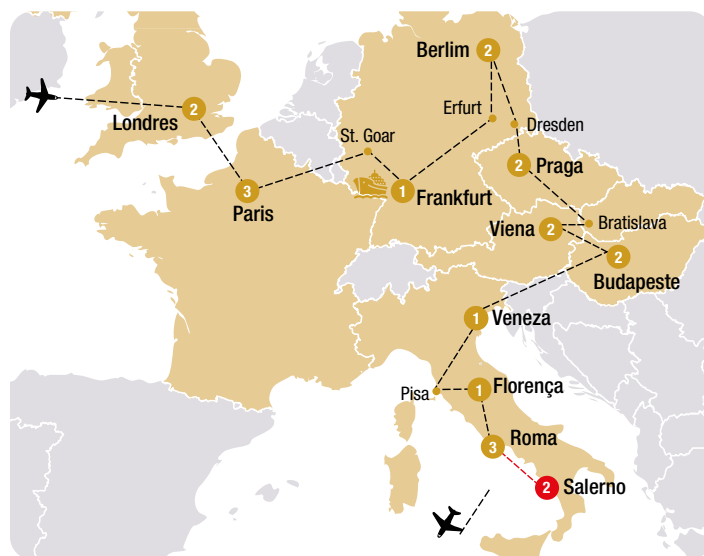 Berlim
2
Erfurt
Dresden
2
Londres
St. Goar
2
Praga
3
Paris
1
Frankfurt
Viena
2
Bratislava
2
Budapeste
1
Veneza
Pisa
1
Florença
3
Roma
2
Salerno